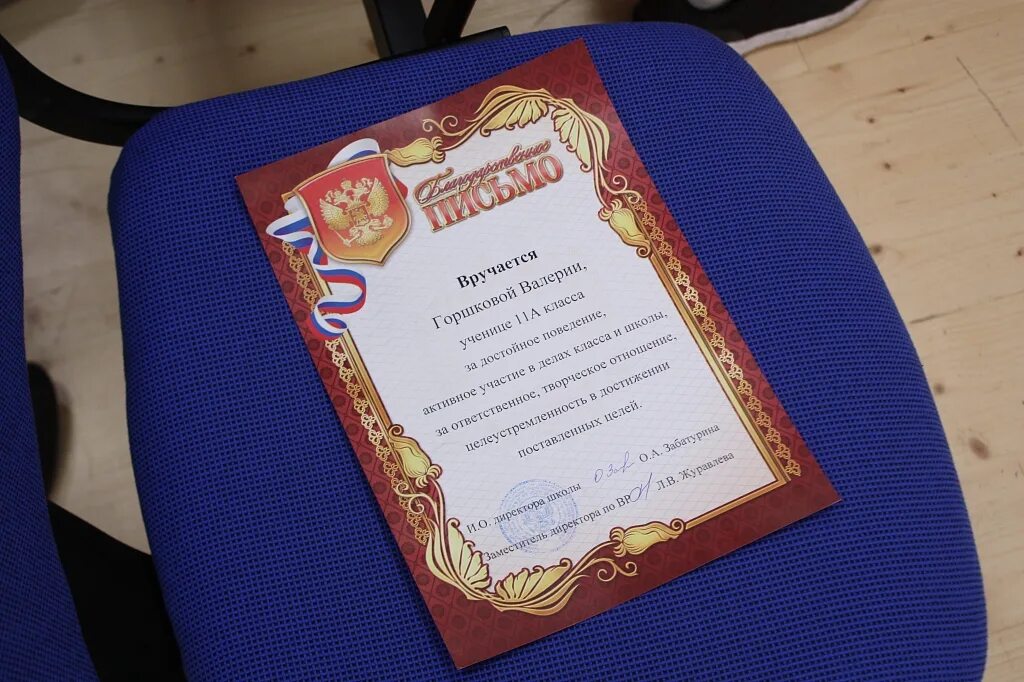 Благодарственное
ПИСЬМО
Вручается
Горшковой Валерии,
ученице 11А класса
за достойное поведение,
активное участие в делах класса и школы,
за ответственное, творческое отношение,
целеустремленность в достижении
поставленных целей.
И.О. директора школы О.А. Забатурина
Заместитель директора по ВР Л.В. Журавлева